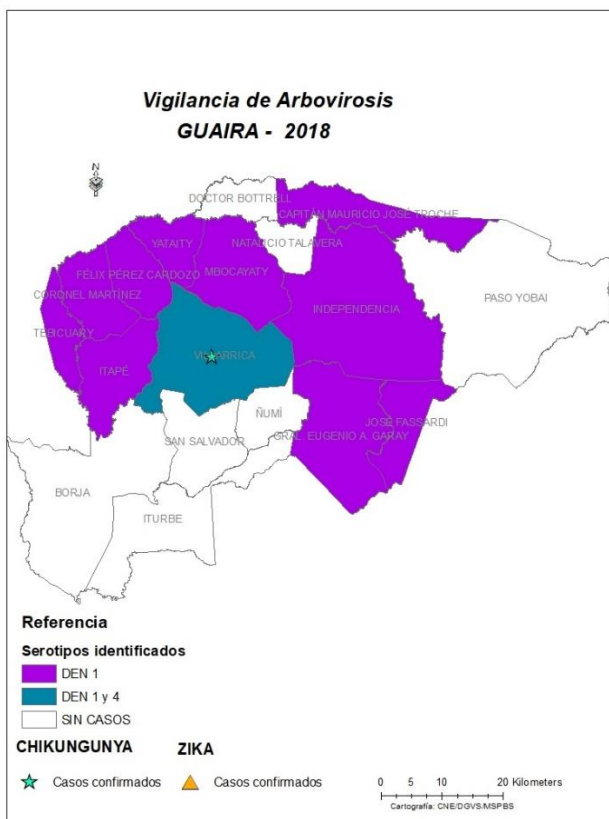 Vigilancia de Arbovirosis
GUAIRA - 2018
N
DOCTOR BOTTRELL
CAPITÁN MAURICIO JOSÉ TROCHE
YATAITY
NATALICIO TALAVERA
FÉLIX PÉREZ CARDOZO
MBOCAYATY
CORONEL MARTÍNEZ
PASO YOBAI
INDEPENDENCIA
TEBICUARY
VILLARRICA
ITAPÉ
ÑUMÍ
JOSÉ FASSARDI
SAN SALVADOR
GRAL. EUGENIO A. GARAY
BORJA
ITURBE
Referencia
Serotipos identificados
DEN 1
DEN 1 y 4
SIN CASOS
CHIKUNGUNYA ZIKA
Casos confirmados Casos confirmados
0 5 10 20 Kilometers
Cartografía: CNE/DGVS/MSPBS